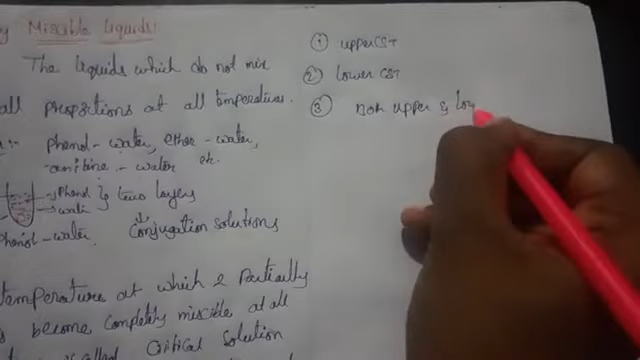 y Miscible Liquids:
The liquids which do not mix
all proportions at all temperatures.
phenol - water, ether - water,
aniline - water etc.
Phenol } two layers
water
Phenol - water. Conjugation solutions
temperature at which 2 Partially
become completely miscible at all
called Critical Solution
① upper CST
② lower CST
③ Both upper & low